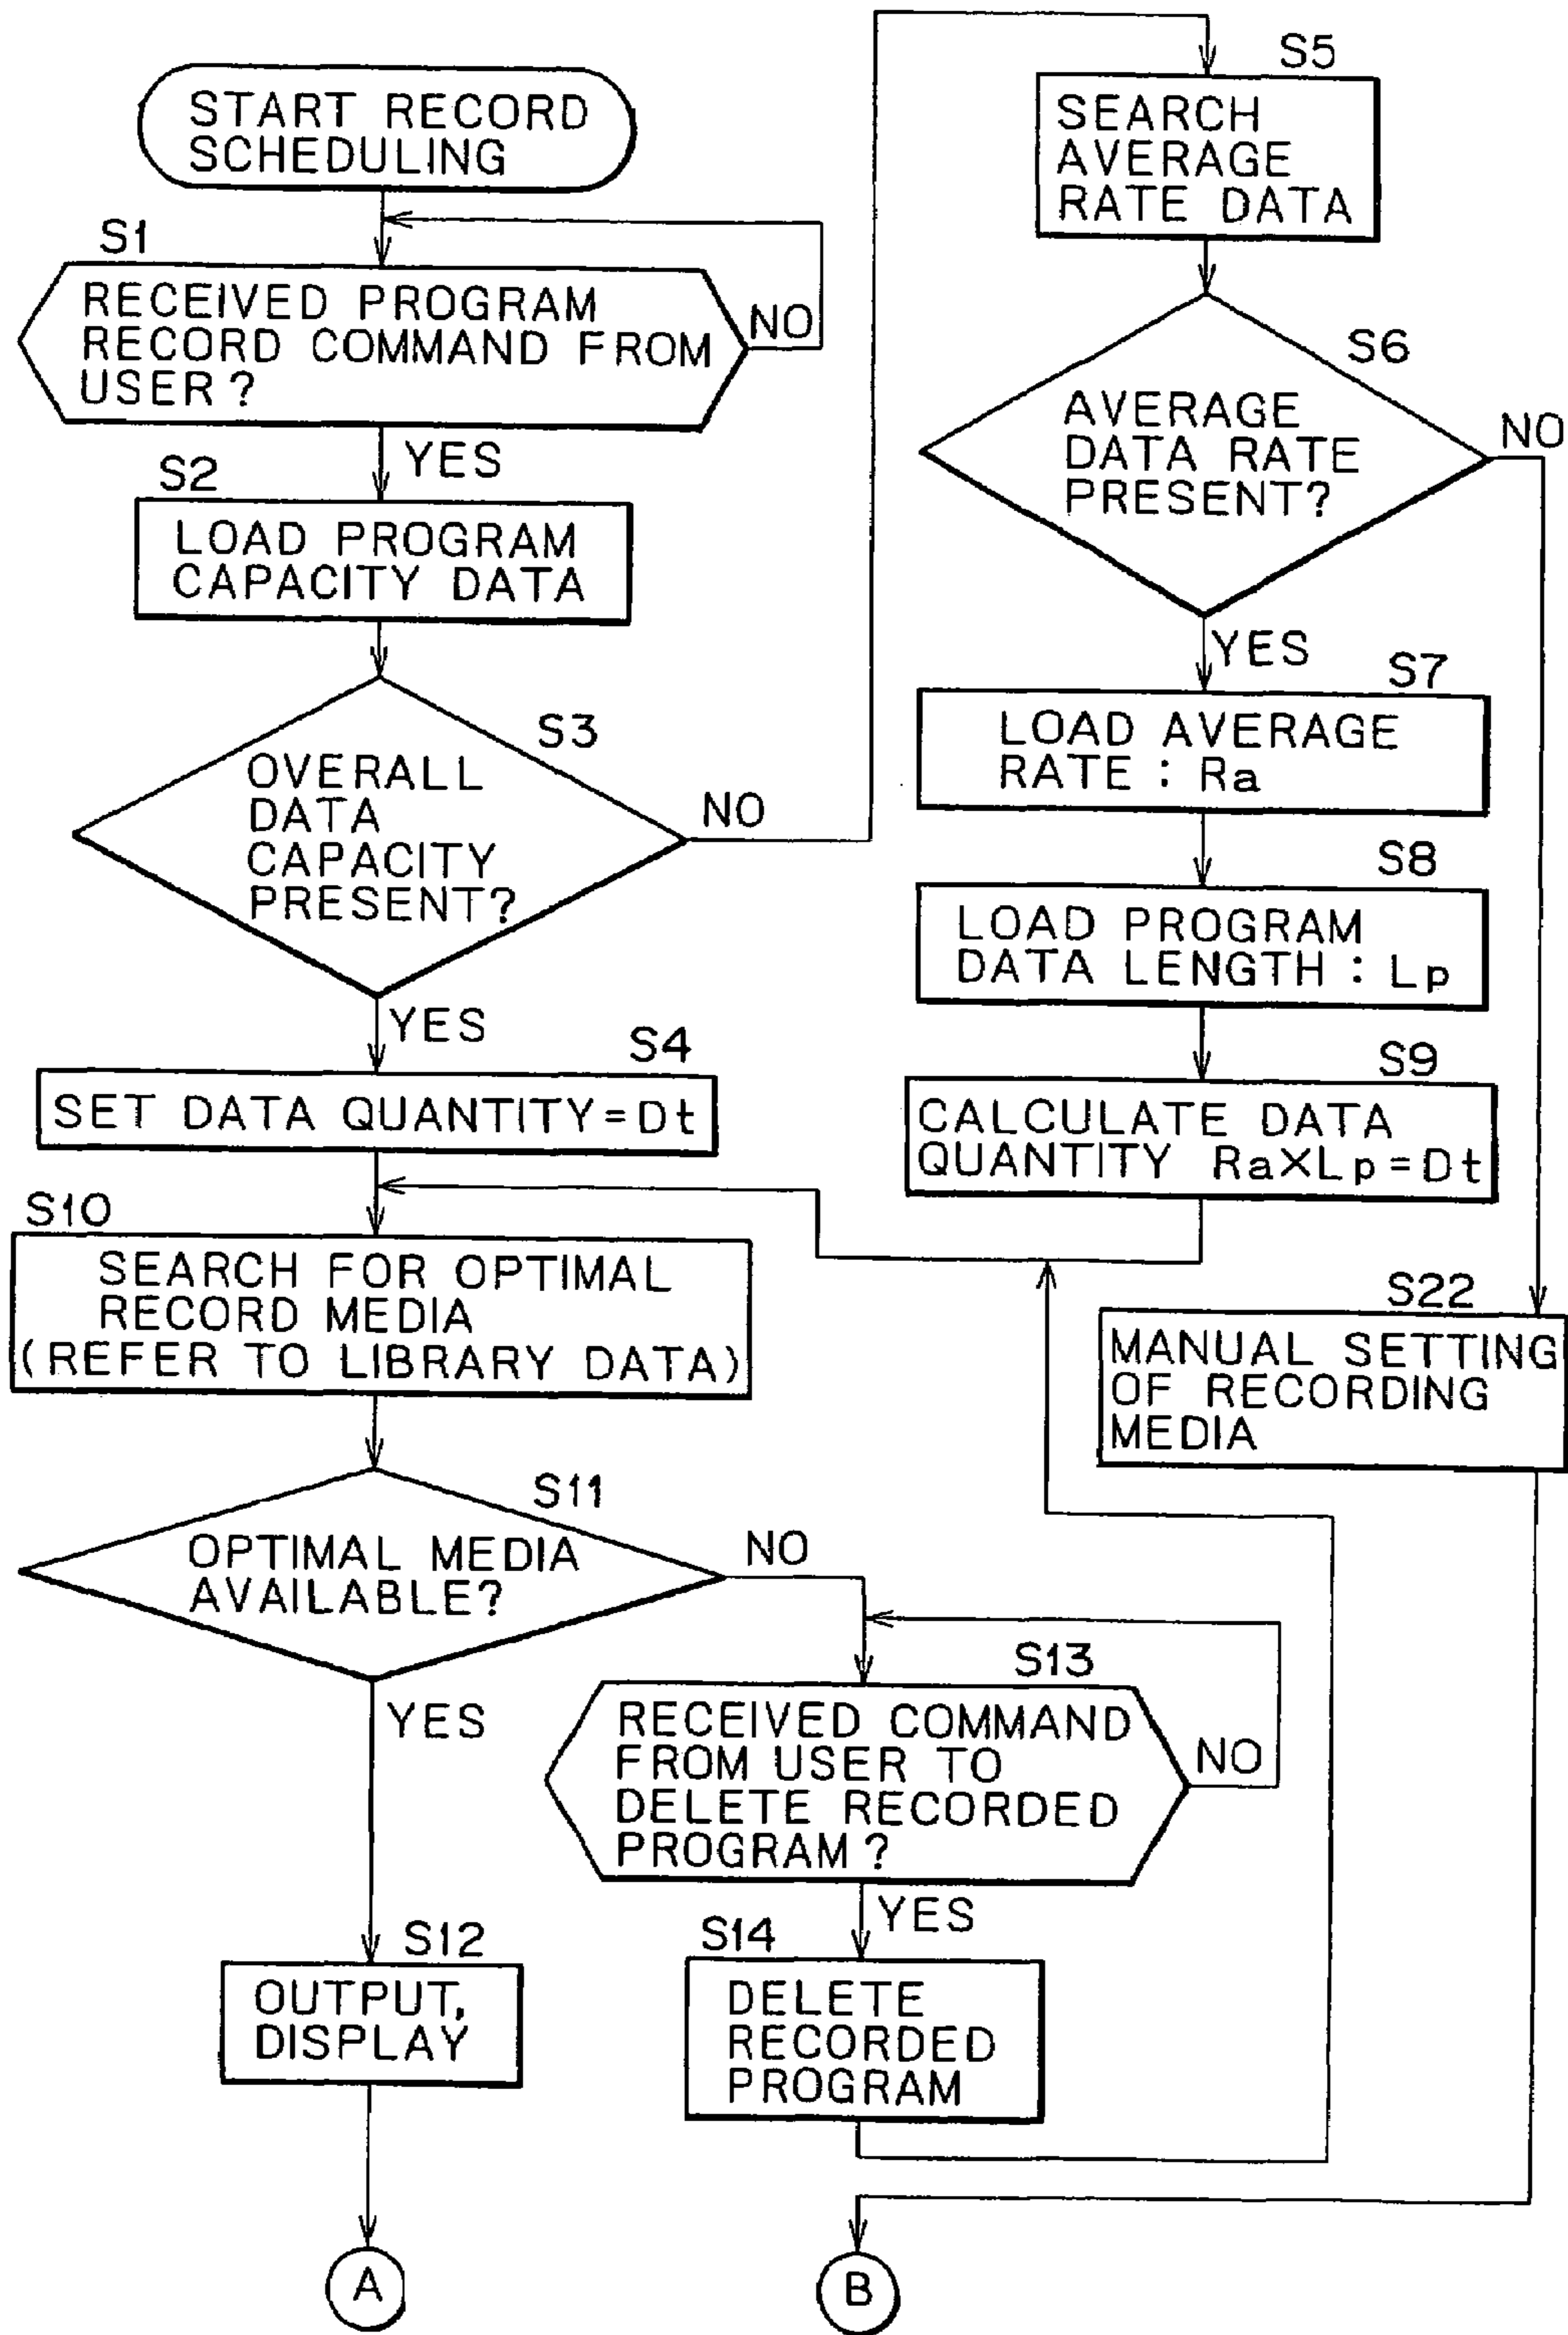 START RECORD
SCHEDULING
S1
RECEIVED PROGRAM
RECORD COMMAND FROM
USER?
NO
YES
S2
LOAD PROGRAM
CAPACITY DATA
S3
OVERALL
DATA
CAPACITY
PRESENT?
NO
YES
S4
SET DATA QUANTITY=Dt
S5
SEARCH
AVERAGE
RATE DATA
S6
AVERAGE
DATA RATE
PRESENT?
NO
YES
S7
LOAD AVERAGE
RATE : Ra
S8
LOAD PROGRAM
DATA LENGTH : Lp
S9
CALCULATE DATA
QUANTITY RaXLp=Dt
S10
SEARCH FOR OPTIMAL
RECORD MEDIA
(REFER TO LIBRARY DATA)
S22
MANUAL SETTING
OF RECORDING
MEDIA
S11
OPTIMAL MEDIA
AVAILABLE?
NO
YES
S13
RECEIVED COMMAND
FROM USER TO
DELETE RECORDED
PROGRAM?
NO
YES
S12
OUTPUT,
DISPLAY
S14
DELETE
RECORDED
PROGRAM
A
B